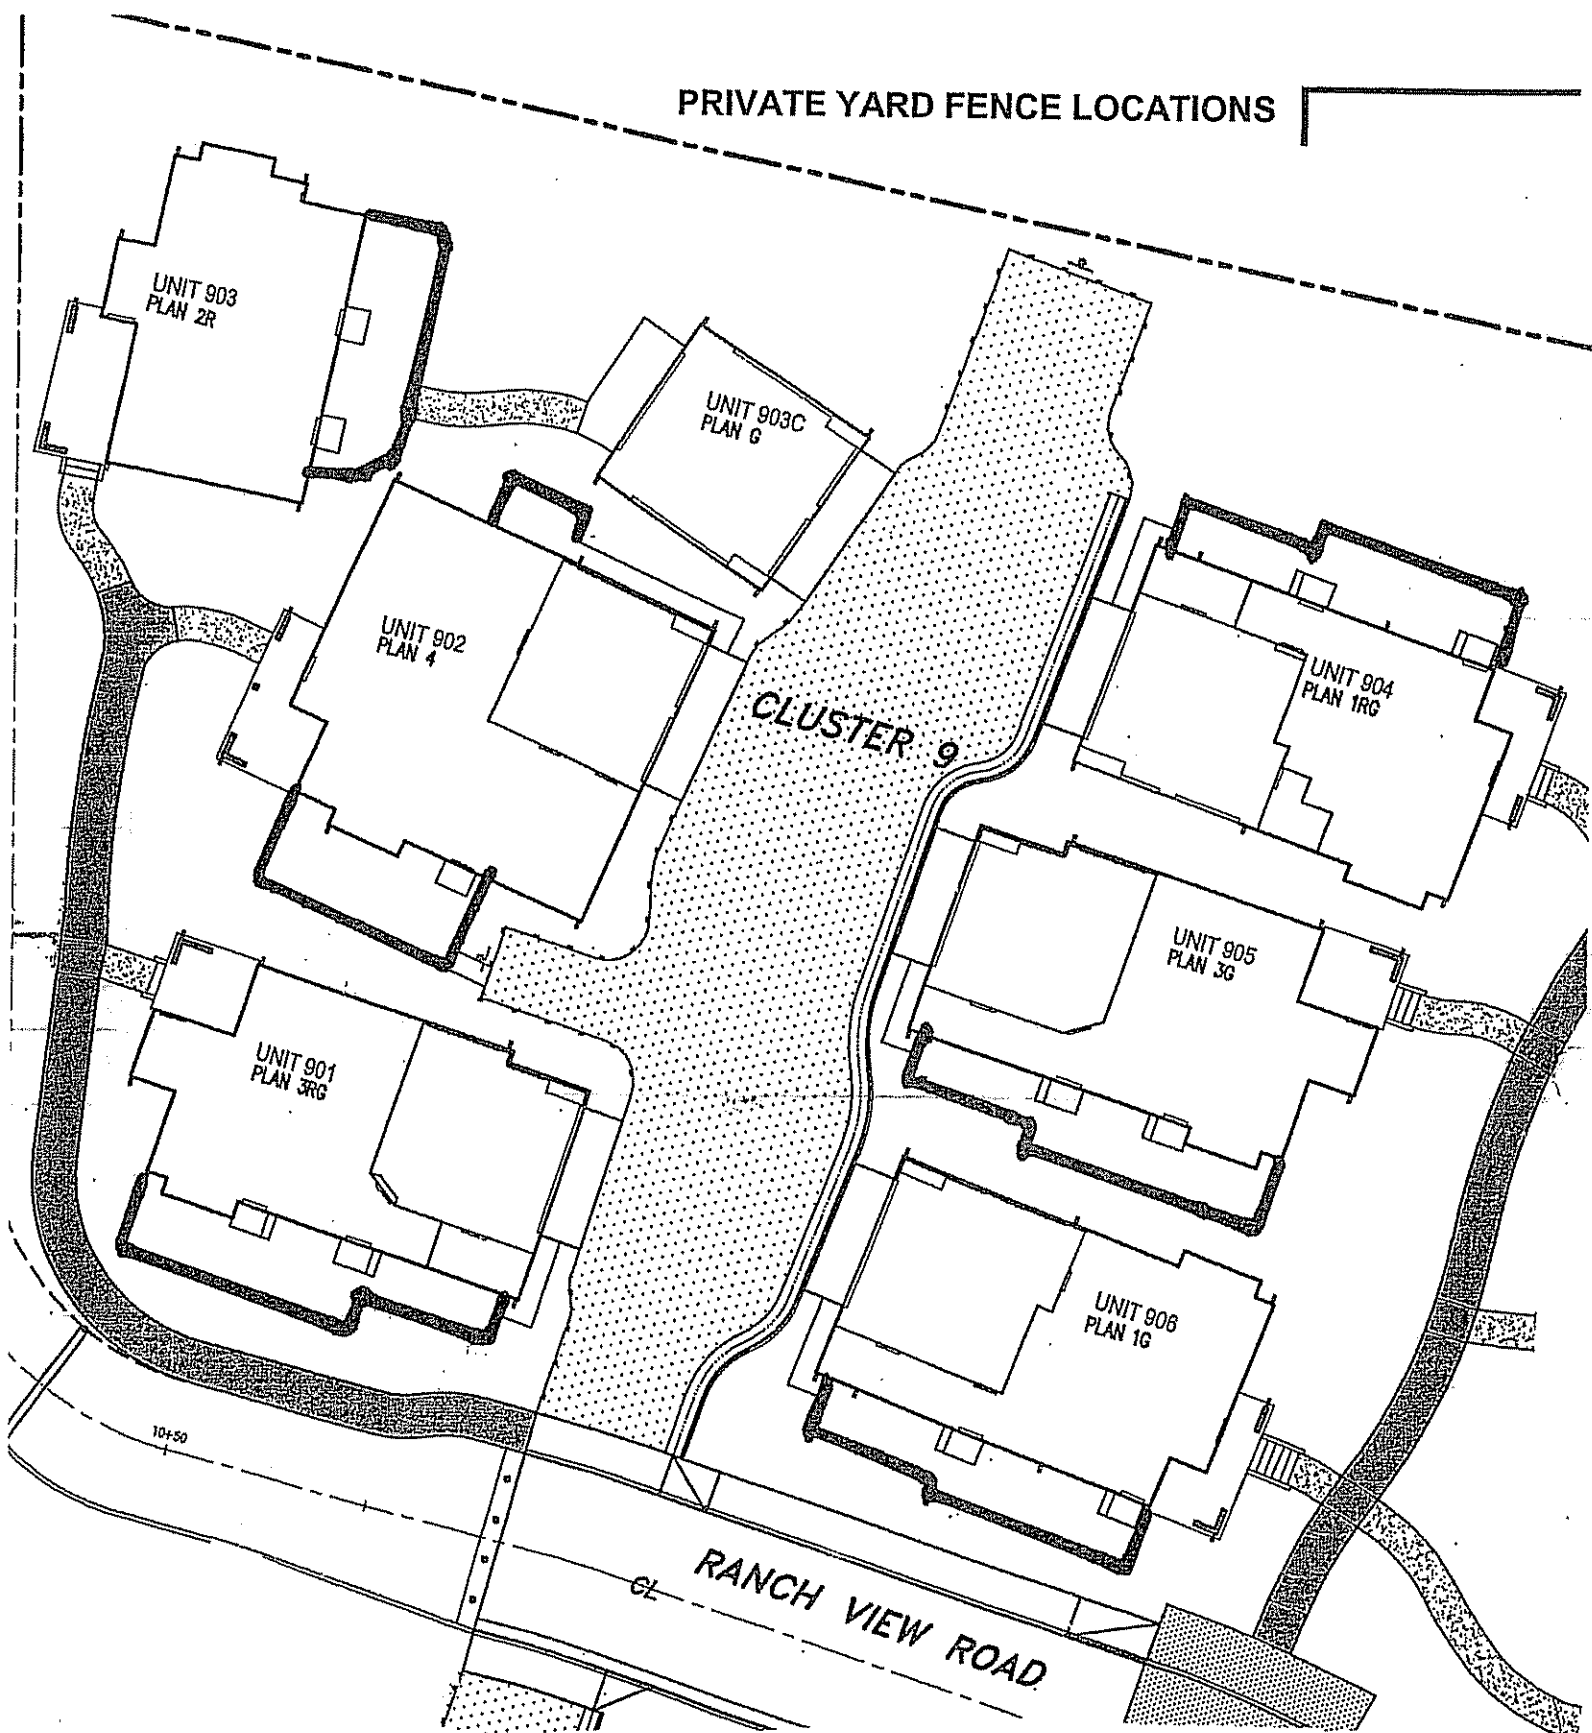 PRIVATE YARD FENCE LOCATIONS
UNIT 903
PLAN 2R
UNIT 903C
PLAN G
UNIT 902
PLAN 4
UNIT 904
PLAN 1RG
CLUSTER 9
UNIT 905
PLAN 3G
UNIT 901
PLAN 3RG
UNIT 906
PLAN 1G
10+50
CL
RANCH VIEW ROAD